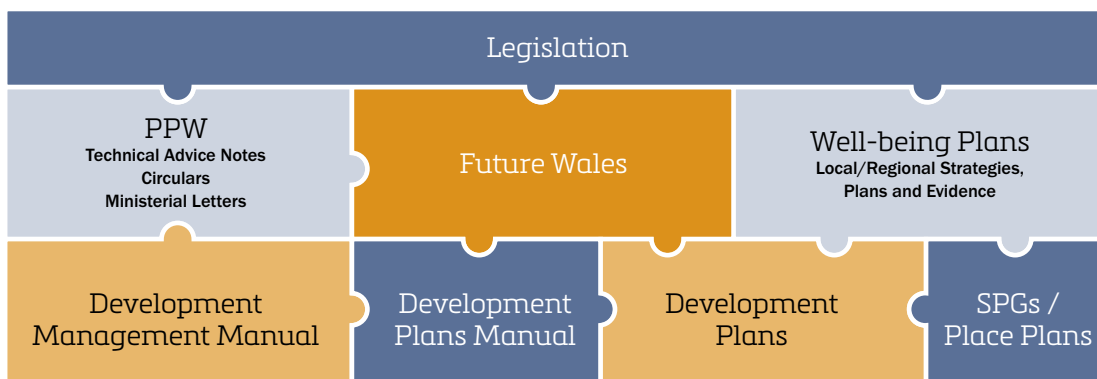 Legislation
PPW
Technical Advice Notes
Circulars
Ministerial Letters
Future Wales
Well-being Plans
Local/Regional Strategies,
Plans and Evidence
Development
Management Manual
Development
Plans Manual
Development
Plans
SPGs /
Place Plans